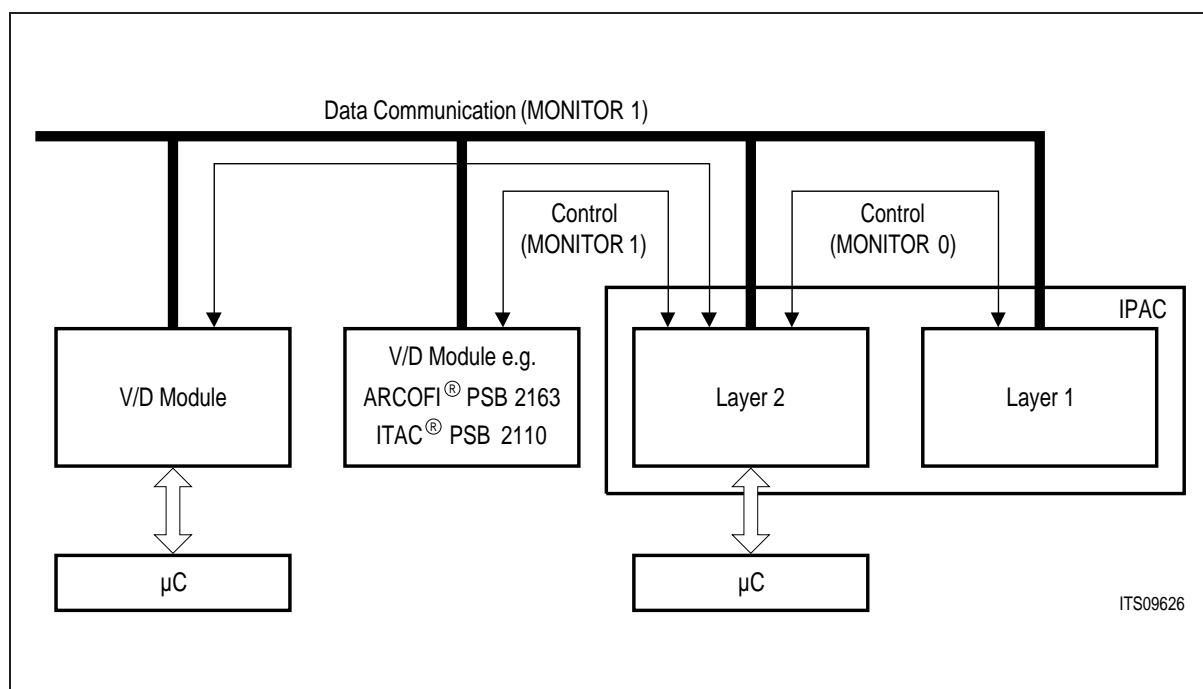 Data Communication (MONITOR 1)
Control
(MONITOR 1)
Control
(MONITOR 0)
IPAC
V/D Module
V/D Module e.g.
ARCOFI® PSB 2163
ITAC® PSB 2110
Layer 2
Layer 1
µC
µC
ITS09626